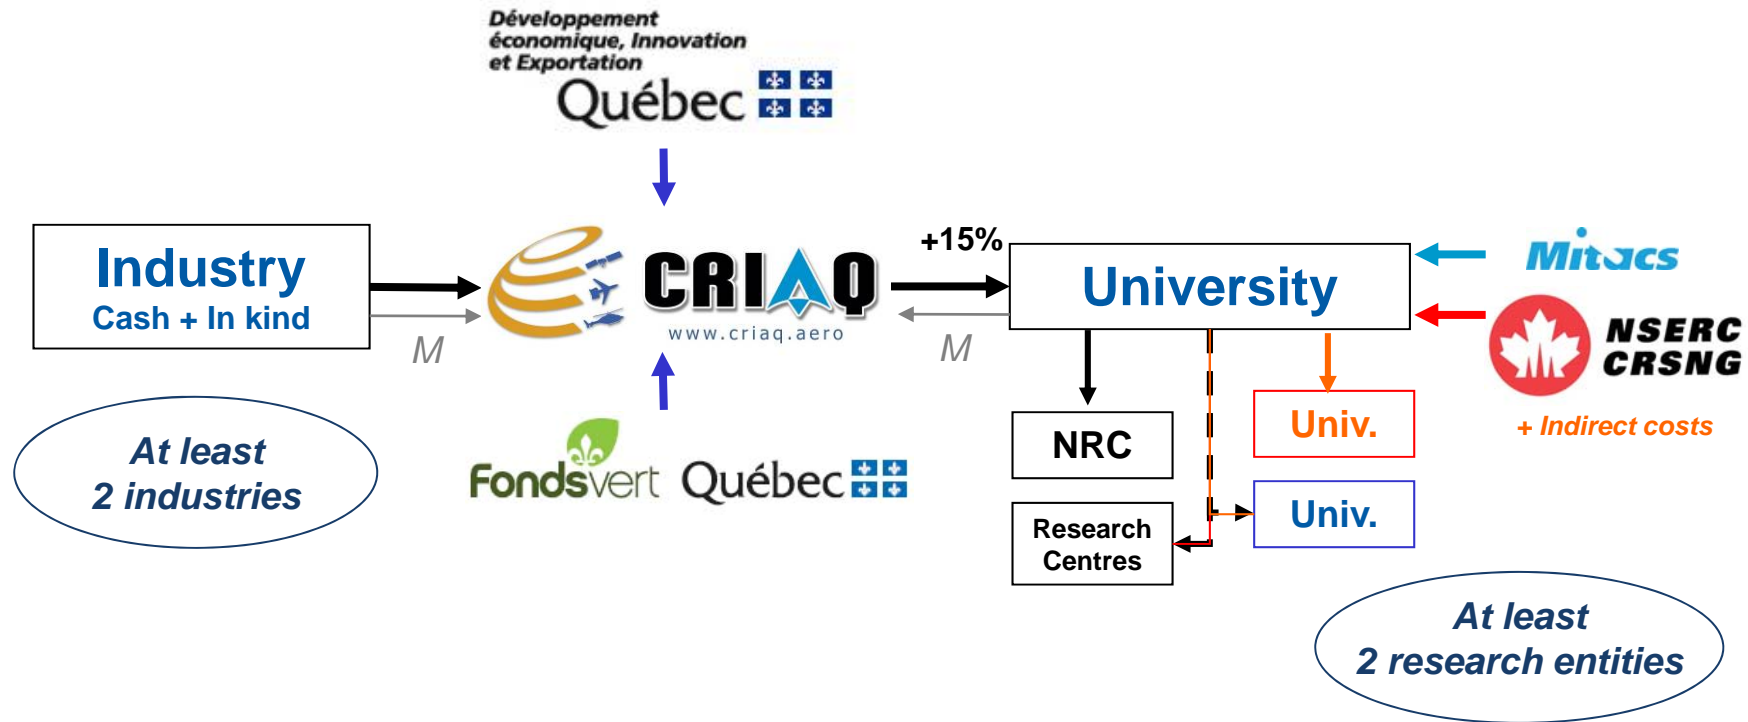 Développement
économique, Innovation
et Exportation
Québec
Industry
Cash + In kind
M
CRIAQ
www.criaq.aero
+15%
M
University
Mitacs
NSERC
CRSNG
+ Indirect costs
At least
2 industries
Fondsvert Québec
NRC
Univ.
Research
Centres
Univ.
At least
2 research entities